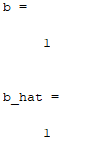 b =
1
b_hat =
1